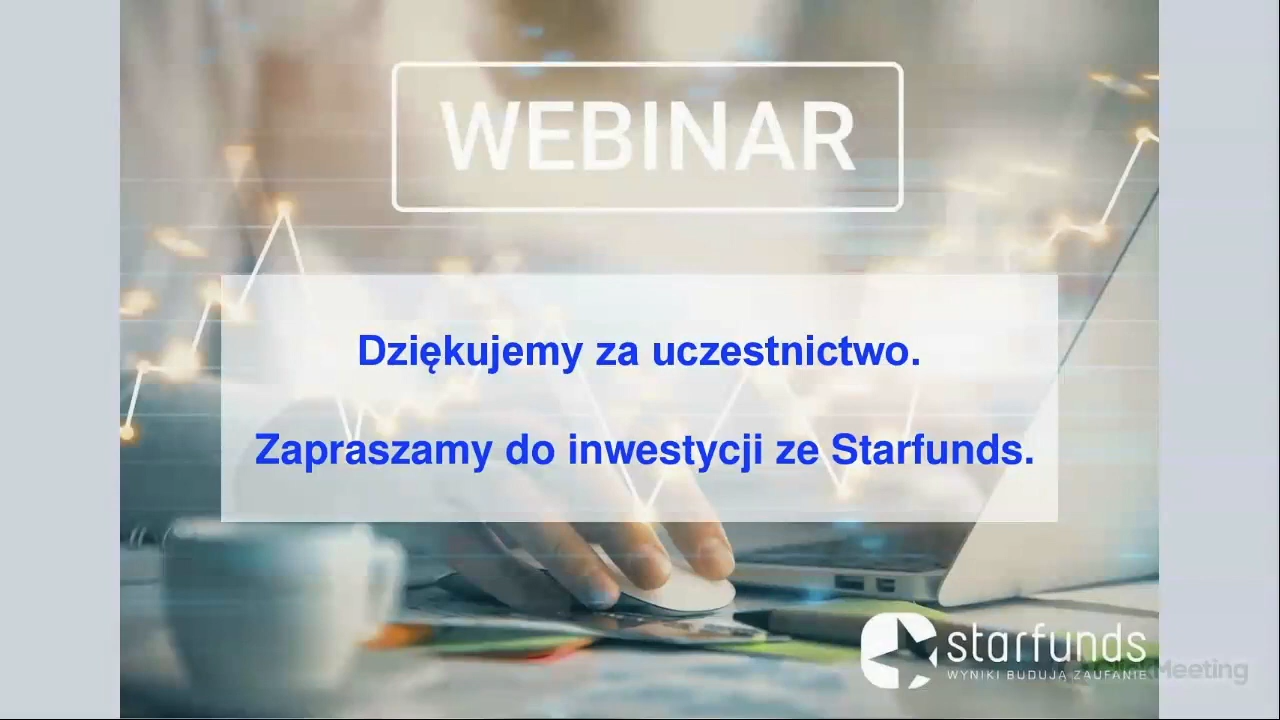 WEBINAR
Dziękujemy za uczestnictwo.
Zapraszamy do inwestycji ze Starfunds.
starfunds
WYNIKI BUDUJĄ ZAUFANIE